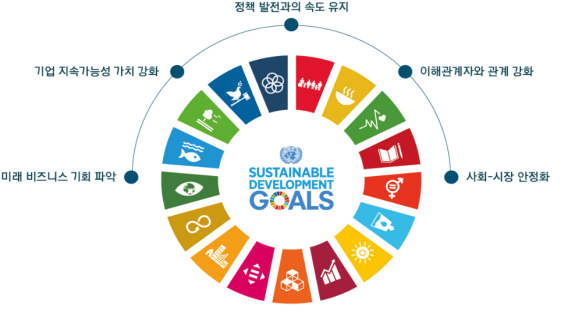 정책 발전과의 속도 유지
기업 지속가능성 가치 강화
이해관계자와 관계 강화
미래 비즈니스 기회 파악
사회-시장 안정화
SUSTAINABLE
DEVELOPMENT
GOALS